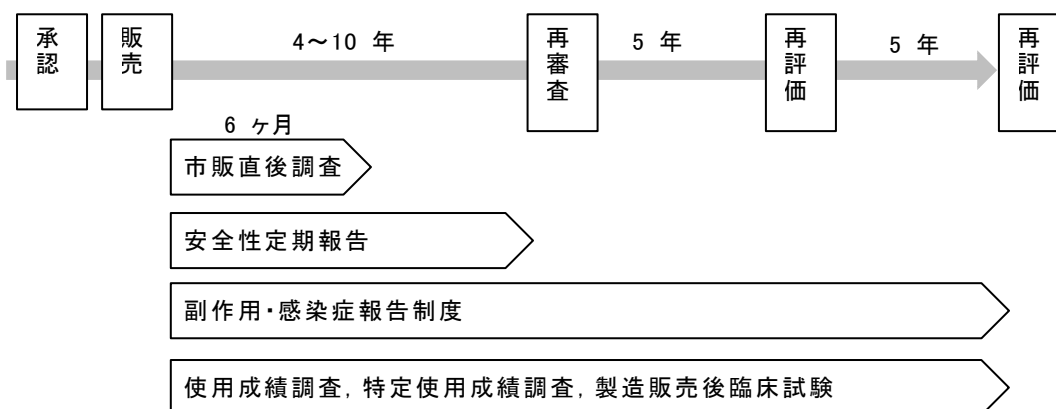 承認
販売
4～10 年
再審査
5 年
再評価
5 年
再評価
6 ヶ月
市販直後調査
安全性定期報告
副作用・感染症報告制度
使用成績調査, 特定使用成績調査, 製造販売後臨床試験